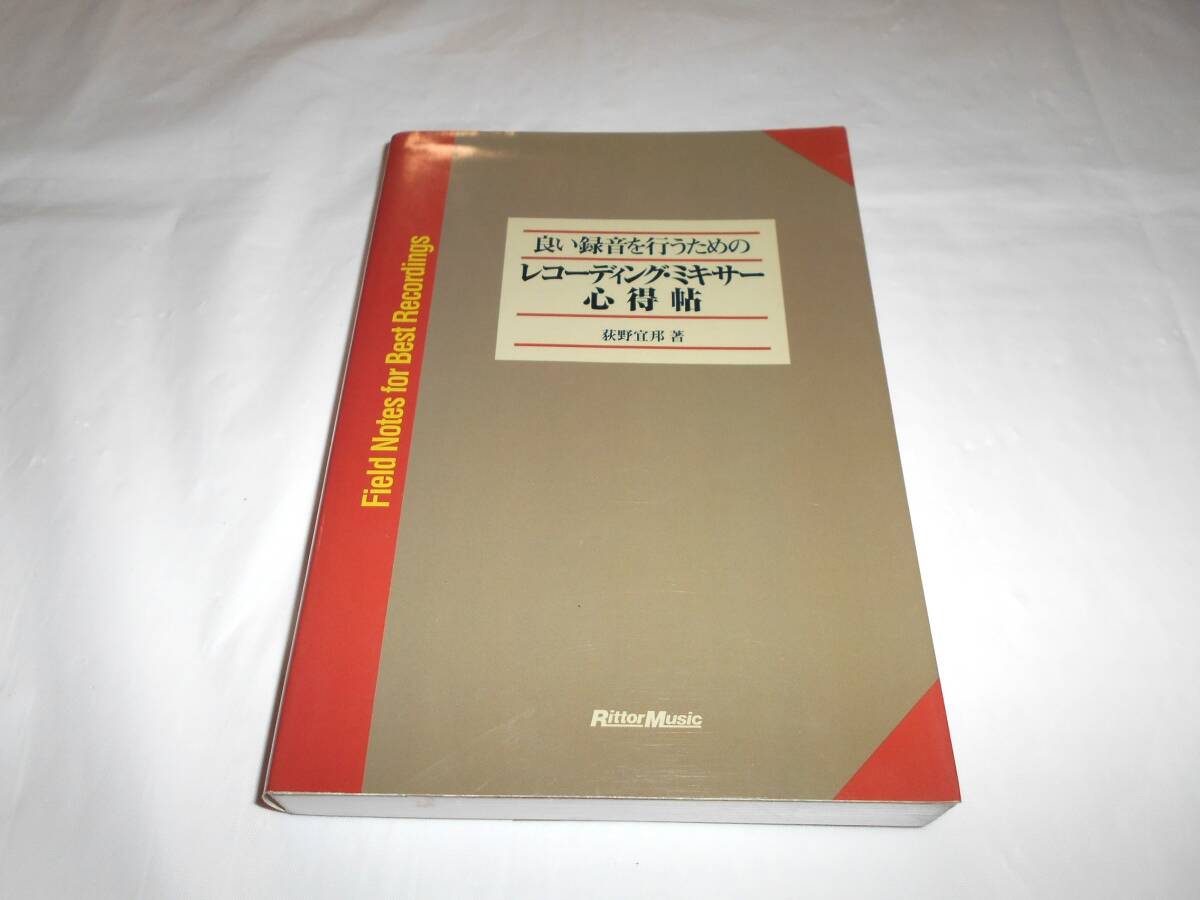 良い録音を行うための
レコーディング・ミキサー
心得帖
荻野宜邦 著
Field Notes for Best Recordings
RittorMusic